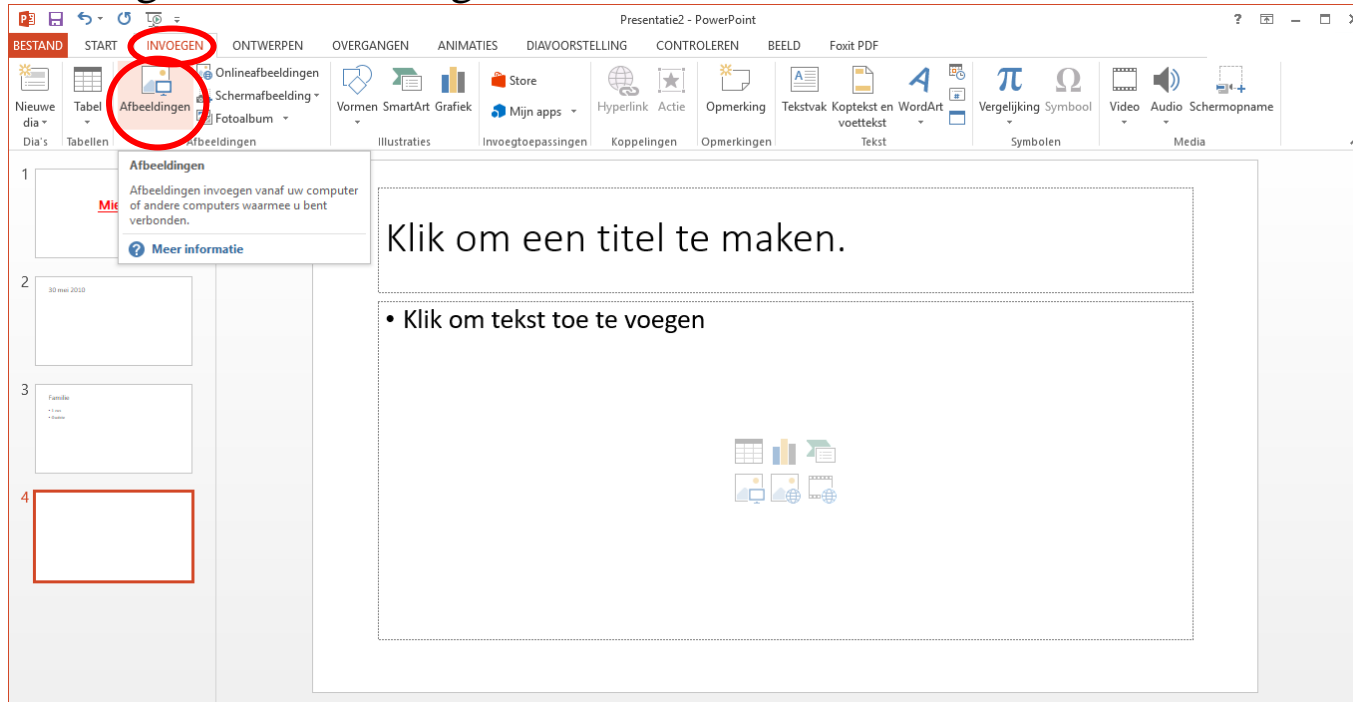 Presentatie2 - PowerPoint
BESTAND START INVOEGEN ONTWERPEN OVERGANGEN ANIMATIES DIAVOORSTELLING CONTROLEREN BEELD Foxit PDF
Nieuwe dia
Tabel
Afbeeldingen
Onlineafbeeldingen
Schermafbeelding
Fotoalbum
Vormen SmartArt Grafiek
Store
Mijn apps
Hyperlink Actie
Opmerking
Tekstvak
Koptekst en
voettekst
WordArt
Vergelijking Symbool
Video Audio Schermopname
Dia's Tabellen Afbeeldingen Illustraties Invoegtoepassingen Koppelingen Opmerkingen Tekst Symbolen Media
Afbeeldingen
Afbeeldingen invoegen vanaf uw computer
of andere computers waarmee u bent
verbonden.
Meer informatie
1
Mie
2
30 mei 2018
3
Familie
4
Klik om een titel te maken.
• Klik om tekst toe te voegen